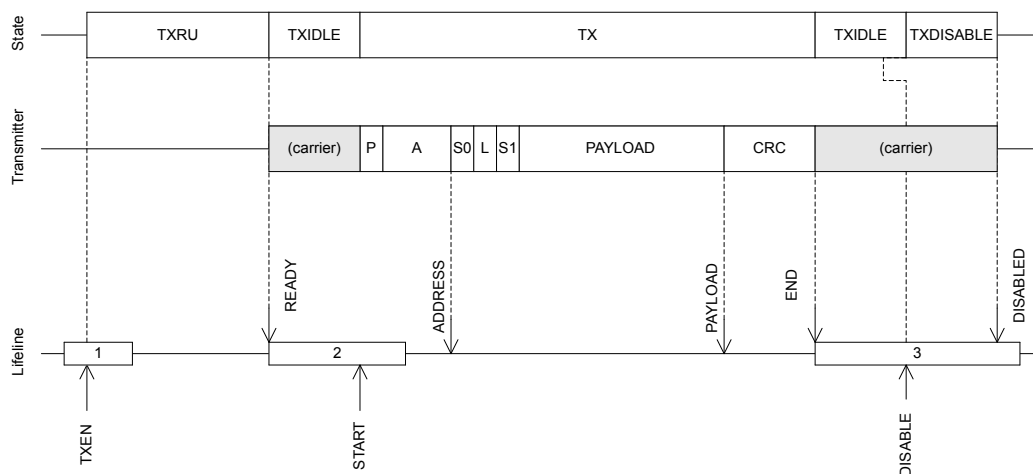 State
TXRU
TXIDLE
TX
TXIDLE
TXDISABLE
Transmitter
(carrier)
P
A
S0
L
S1
PAYLOAD
CRC
(carrier)
READY
ADDRESS
PAYLOAD
END
DISABLED
Lifeline
1
2
3
TXEN
START
DISABLE